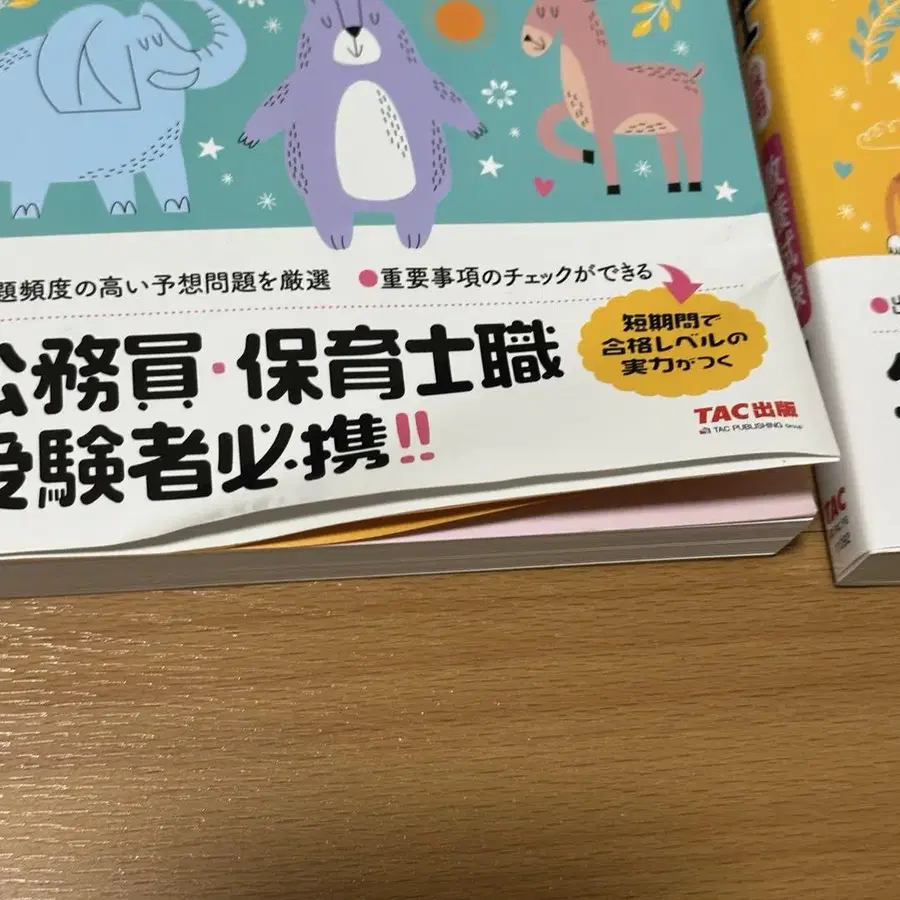 題頻度の高い予想問題を厳選 ●重要事項のチェックができる
公務員・保育士職
受験者必携!!
短期間で
合格レベルの
実力がつく
TAC出版
TAC PUBLISHING Group
TAC